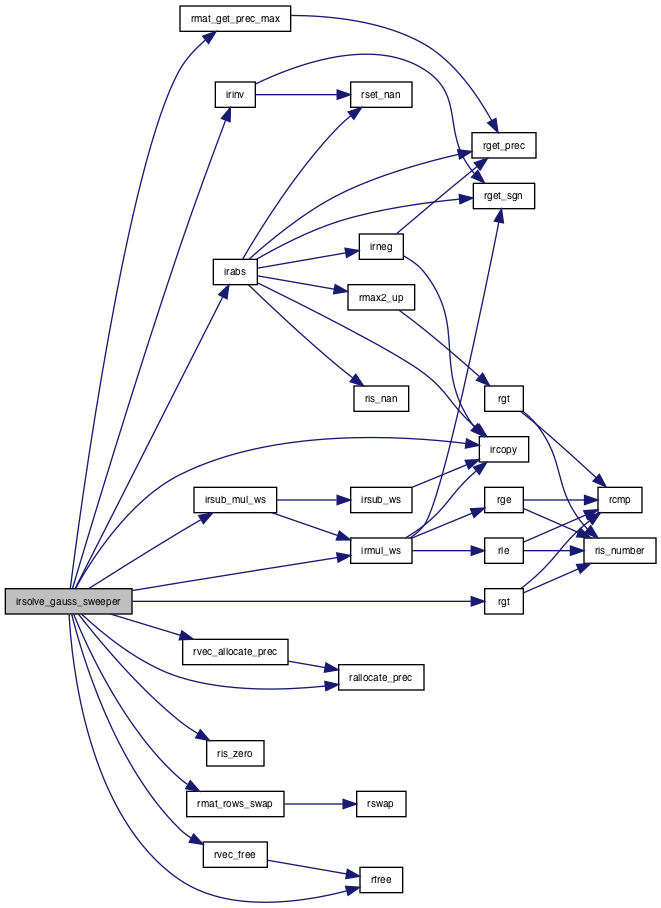 rmat_get_prec_max
irinv
rset_nan
rget_prec
rget_sgn
irneg
irabs
rmax2_up
ris_nan
rgt
ircopy
irsub_mul_ws
irsub_ws
rge
rcmp
irmul_ws
rle
ris_number
irsolve_gauss_sweeper
rgt
rvec_allocate_prec
rallocate_prec
ris_zero
rmat_rows_swap
rswap
rvec_free
rfree